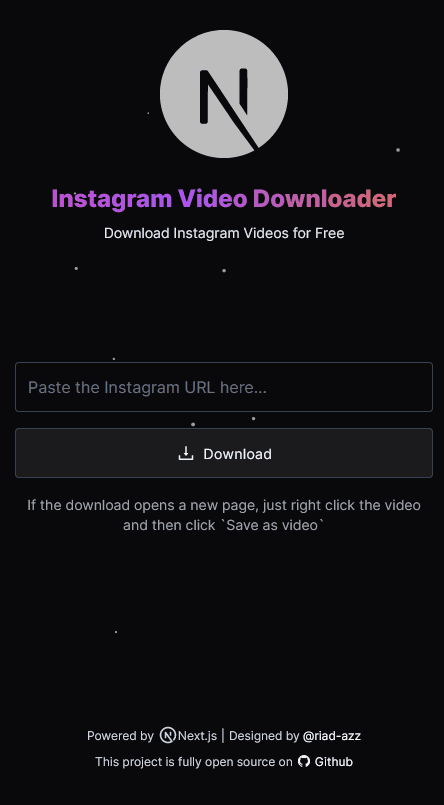 Instagram Video Downloader
Download Instagram Videos for Free
Paste the Instagram URL here...
Download
If the download opens a new page, just right click the video
and then click `Save as video`
Powered by N Next.js | Designed by @riad-azz
This project is fully open source on Github